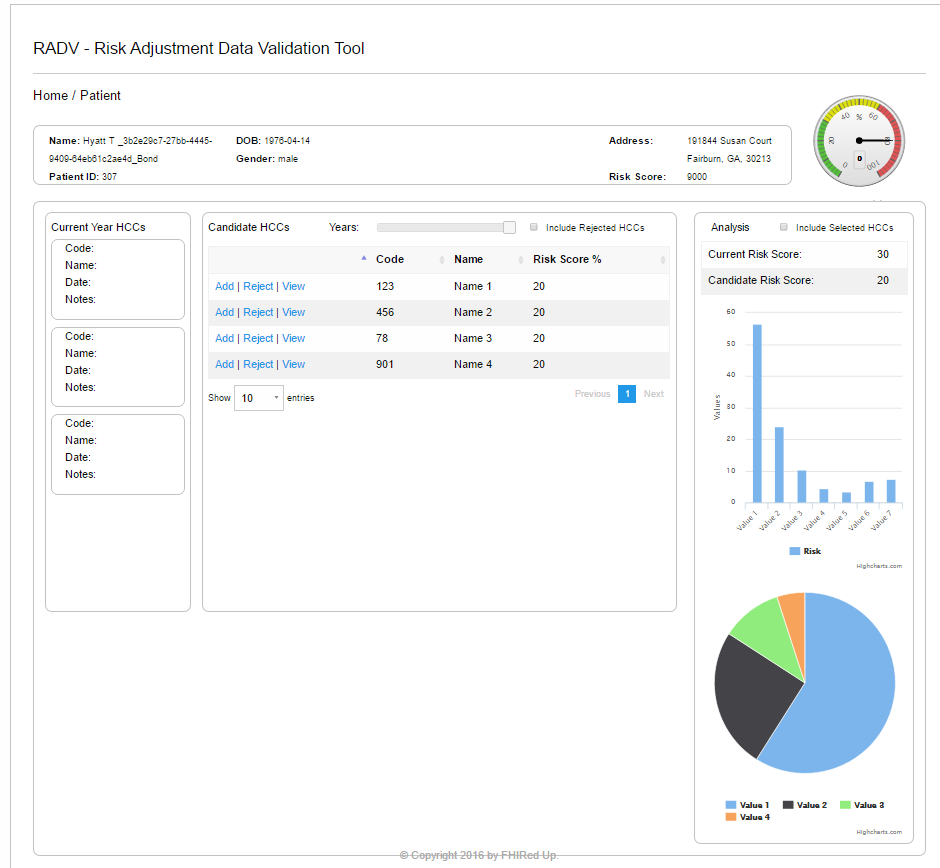 RADV - Risk Adjustment Data Validation Tool
Home / Patient
Name: Hyatt T _3b2e29c7-27bb-4445-
9409-64eb61c2ae4d_Bond
Patient ID: 307
DOB: 1976-04-14
Gender: male
Address: 191844 Susan Court
Fairburn, GA, 30213
Risk Score: 9000
0
20
40
%
60
80
100
0
Current Year HCCs
Code:
Name:
Date:
Notes:
Code:
Name:
Date:
Notes:
Code:
Name:
Date:
Notes:
Candidate HCCs Years: Include Rejected HCCs
Code Name Risk Score %
Add | Reject | View 123 Name 1 20
Add | Reject | View 456 Name 2 20
Add | Reject | View 78 Name 3 20
Add | Reject | View 901 Name 4 20
Show 10 entries
Previous 1 Next
Analysis Include Selected HCCs
Current Risk Score: 30
Candidate Risk Score: 20
Values
60
50
40
30
20
10
0
Value 1 Value 2 Value 3 Value 4 Value 5 Value 6 Value 7
Risk
Highcharts.com
Value 1 Value 2 Value 3
Value 4
Highcharts.com
© Copyright 2016 by FHIRed Up.